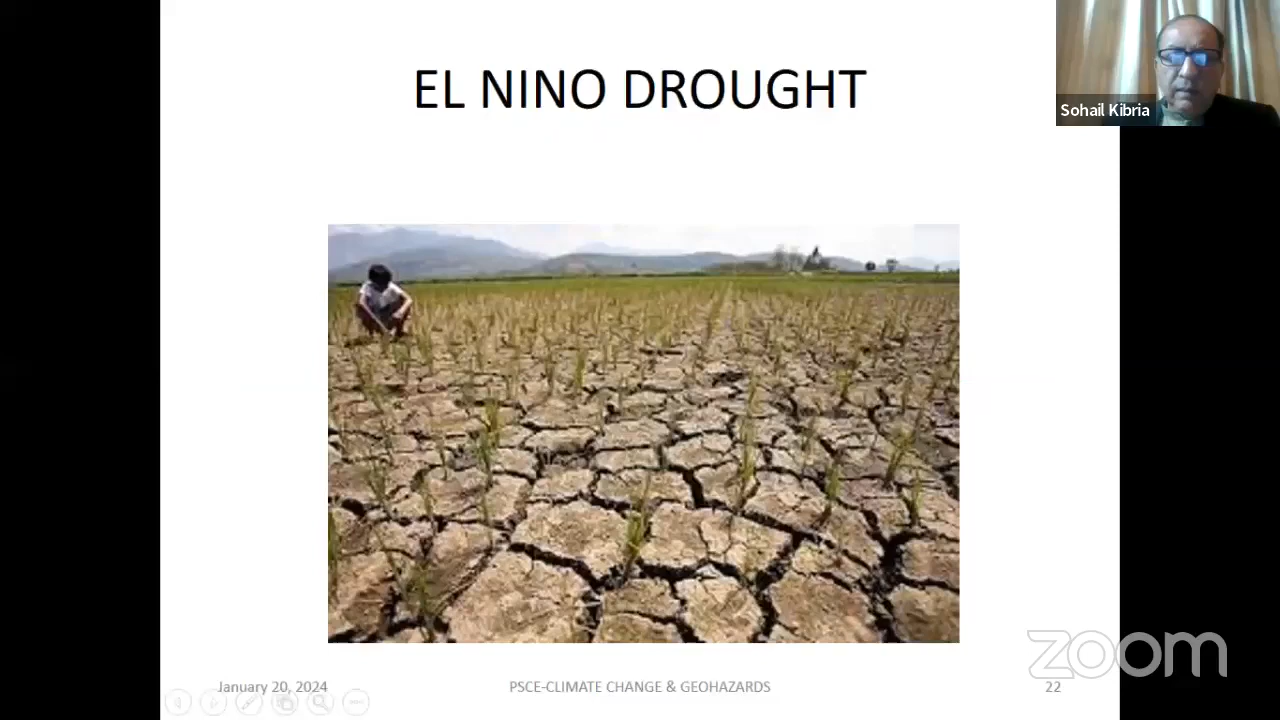 EL NINO DROUGHT
Sohail Kibria
zoom
January 20, 2024
PSCE-CLIMATE CHANGE & GEOHAZARDS
22